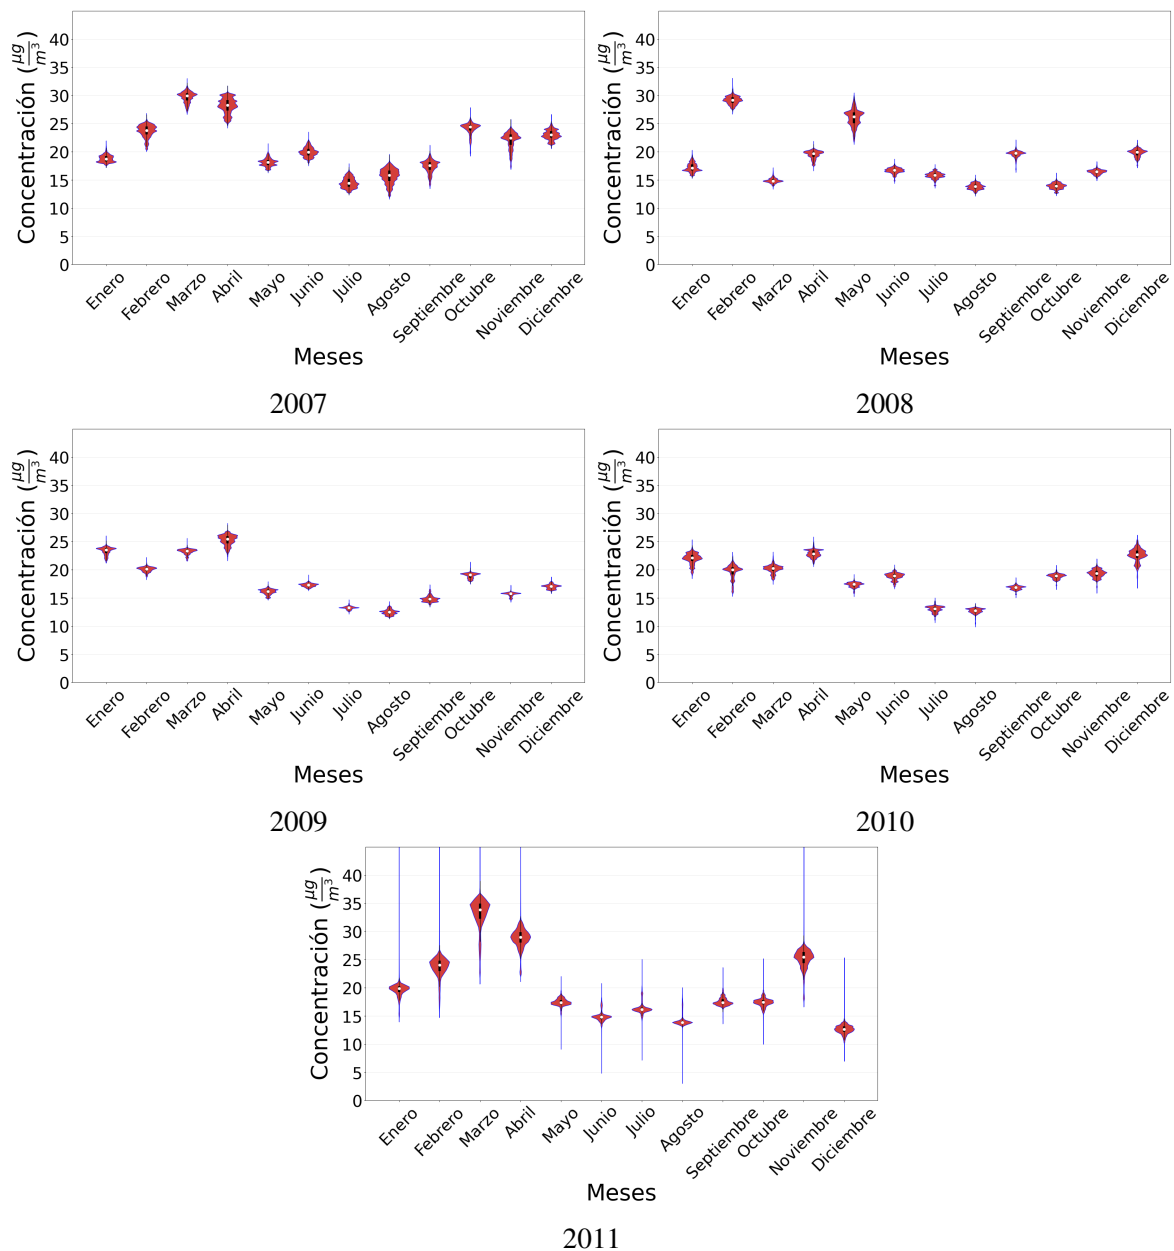 Concentración (μg/m³)
40
35
30
25
20
15
10
5
0
Enero
Febrero
Marzo
Abril
Mayo
Junio
Julio
Agosto
Septiembre
Octubre
Noviembre
Diciembre
Meses
2007
Concentración (μg/m³)
40
35
30
25
20
15
10
5
0
Enero
Febrero
Marzo
Abril
Mayo
Junio
Julio
Agosto
Septiembre
Octubre
Noviembre
Diciembre
Meses
2008
Concentración (μg/m³)
40
35
30
25
20
15
10
5
0
Enero
Febrero
Marzo
Abril
Mayo
Junio
Julio
Agosto
Septiembre
Octubre
Noviembre
Diciembre
Meses
2009
Concentración (μg/m³)
40
35
30
25
20
15
10
5
0
Enero
Febrero
Marzo
Abril
Mayo
Junio
Julio
Agosto
Septiembre
Octubre
Noviembre
Diciembre
Meses
2010
Concentración (μg/m³)
40
35
30
25
20
15
10
5
0
Enero
Febrero
Marzo
Abril
Mayo
Junio
Julio
Agosto
Septiembre
Octubre
Noviembre
Diciembre
Meses
2011